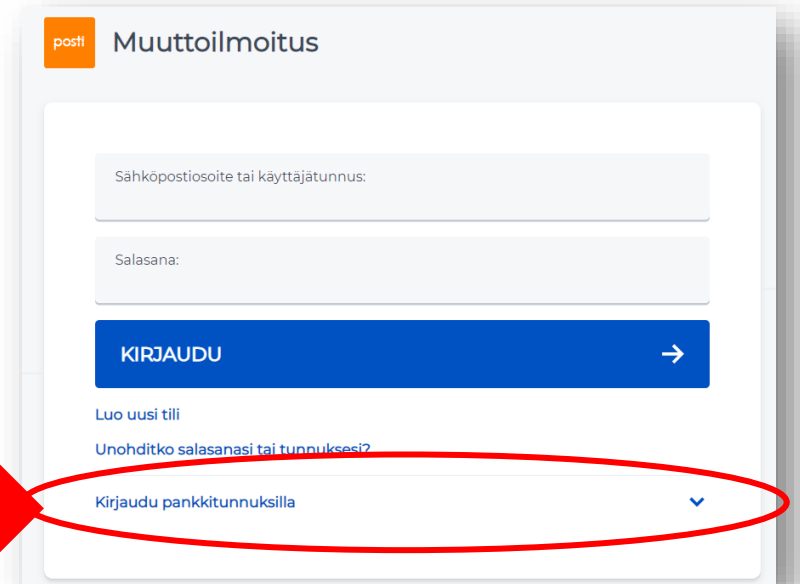 posti
Muuttoilmoitus
Sähköpostiosoite tai käyttäjätunnus:
Salasana:
KIRJAUDU
Luo uusi tili
Unohditko salasanasi tai tunnuksesi?
Kirjaudu pankkitunnuksilla